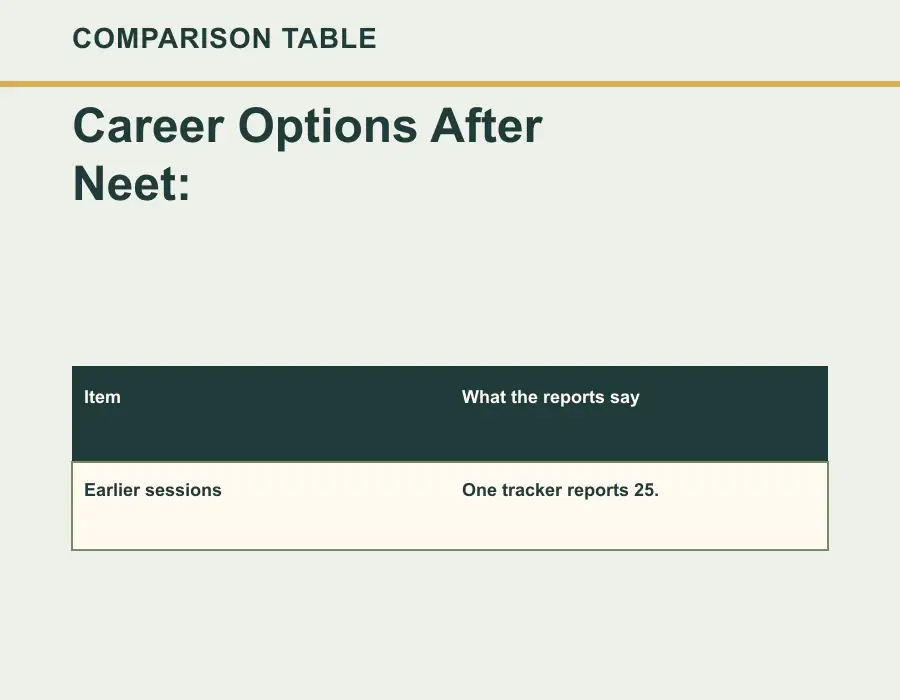 COMPARISON TABLE
Career Options After
Neet:
Item What the reports say
Earlier sessions One tracker reports 25.